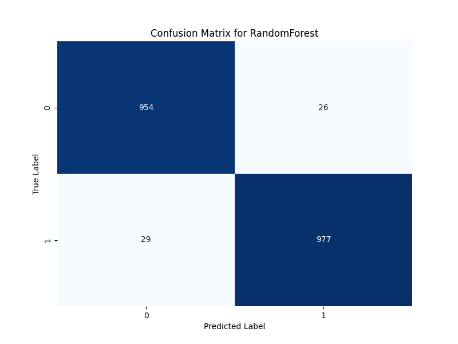 Confusion Matrix for RandomForest
True Label
0
954
26
1
29
977
0
1
Predicted Label